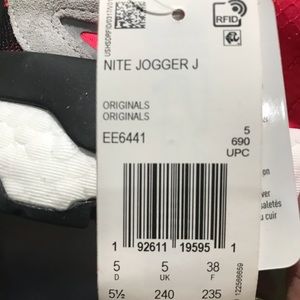 RFID
NITE JOGGER J
ORIGINALS
ORIGINALS
EE6441
5
690
UPC
1 92611 19595 1
5 5 38
D UK F
5½ 240 235